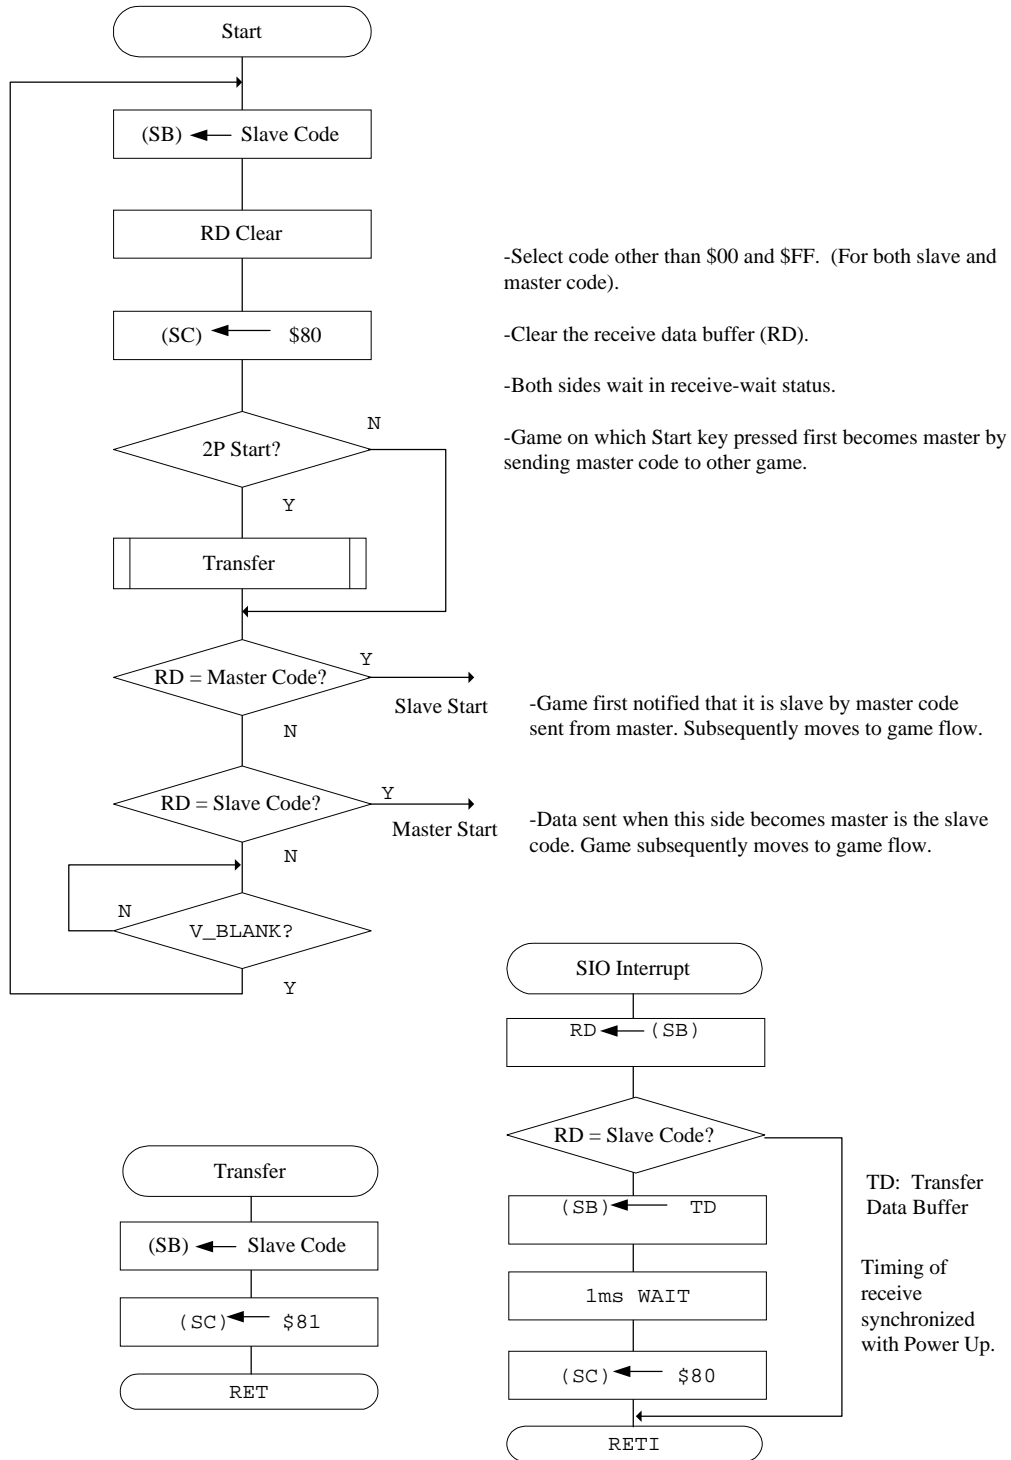 Start
(SB) ← Slave Code
RD Clear
(SC) ← $80
2P Start?
N
Y
Transfer
RD = Master Code?
Y
Slave Start
N
RD = Slave Code?
Y
Master Start
N
V_BLANK?
N
Y
-Select code other than $00 and $FF. (For both slave and
master code).
-Clear the receive data buffer (RD).
-Both sides wait in receive-wait status.
-Game on which Start key pressed first becomes master by
sending master code to other game.
-Game first notified that it is slave by master code
sent from master. Subsequently moves to game flow.
-Data sent when this side becomes master is the slave
code. Game subsequently moves to game flow.
Transfer
(SB) ← Slave Code
(SC) ← $81
RET
SIO Interrupt
RD ← (SB)
RD = Slave Code?
(SB) ← TD
1ms WAIT
(SC) ← $80
RETI
TD: Transfer
Data Buffer
Timing of
receive
synchronized
with Power Up.